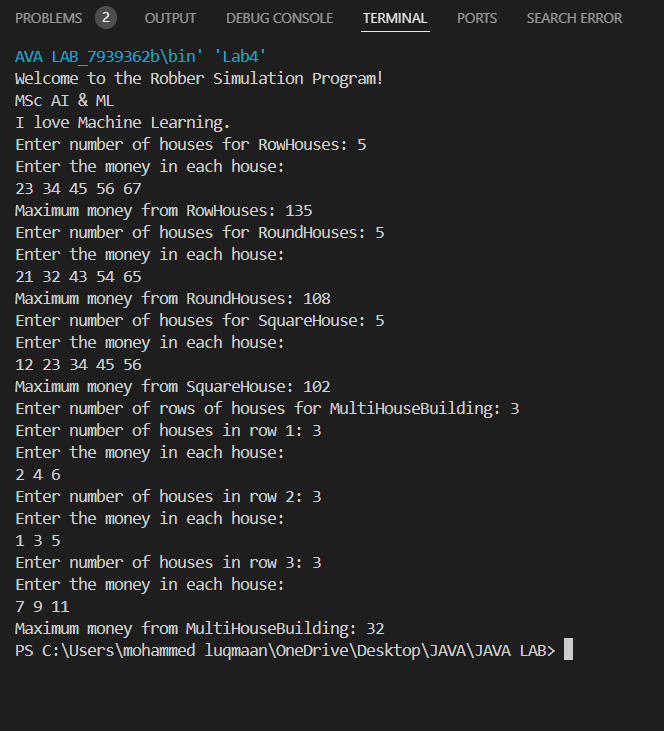 PROBLEMS 2 OUTPUT DEBUG CONSOLE TERMINAL PORTS SEARCH ERROR
AVA LAB_7939362b\bin' 'Lab4'
Welcome to the Robber Simulation Program!
MSc AI & ML
I love Machine Learning.
Enter number of houses for RowHouses: 5
Enter the money in each house:
23 34 45 56 67
Maximum money from RowHouses: 135
Enter number of houses for RoundHouses: 5
Enter the money in each house:
21 32 43 54 65
Maximum money from RoundHouses: 108
Enter number of houses for SquareHouse: 5
Enter the money in each house:
12 23 34 45 56
Maximum money from SquareHouse: 102
Enter number of rows of houses for MultiHouseBuilding: 3
Enter number of houses in row 1: 3
Enter the money in each house:
2 4 6
Enter number of houses in row 2: 3
Enter the money in each house:
1 3 5
Enter number of houses in row 3: 3
Enter the money in each house:
7 9 11
Maximum money from MultiHouseBuilding: 32
PS C:\Users\mohammed luqmaan\OneDrive\Desktop\JAVA\JAVA LAB>